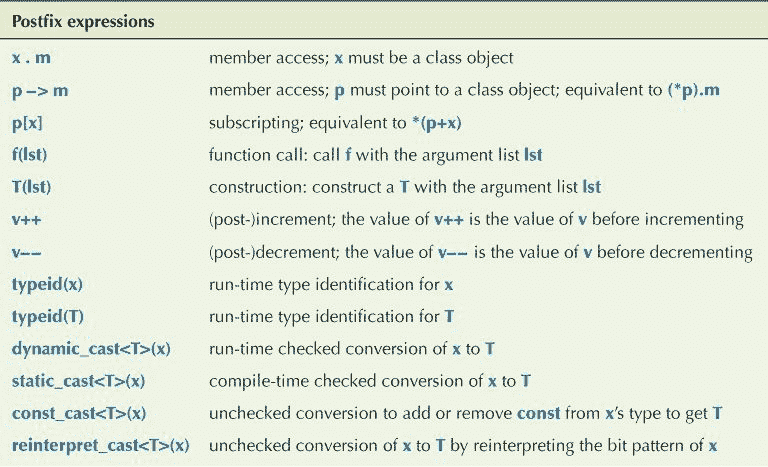 Postfix expressions
x . m member access; x must be a class object
p –> m member access; p must point to a class object; equivalent to (*p).m
p[x] subscripting; equivalent to *(p+x)
f(lst) function call: call f with the argument list lst
T(lst) construction: construct a T with the argument list lst
v++ (post-)increment; the value of v++ is the value of v before incrementing
v–– (post-)decrement; the value of v–– is the value of v before decrementing
typeid(x) run-time type identification for x
typeid(T) run-time type identification for T
dynamic_cast<T>(x) run-time checked conversion of x to T
static_cast<T>(x) compile-time checked conversion of x to T
const_cast<T>(x) unchecked conversion to add or remove const from x’s type to get T
reinterpret_cast<T>(x) unchecked conversion of x to T by reinterpreting the bit pattern of x